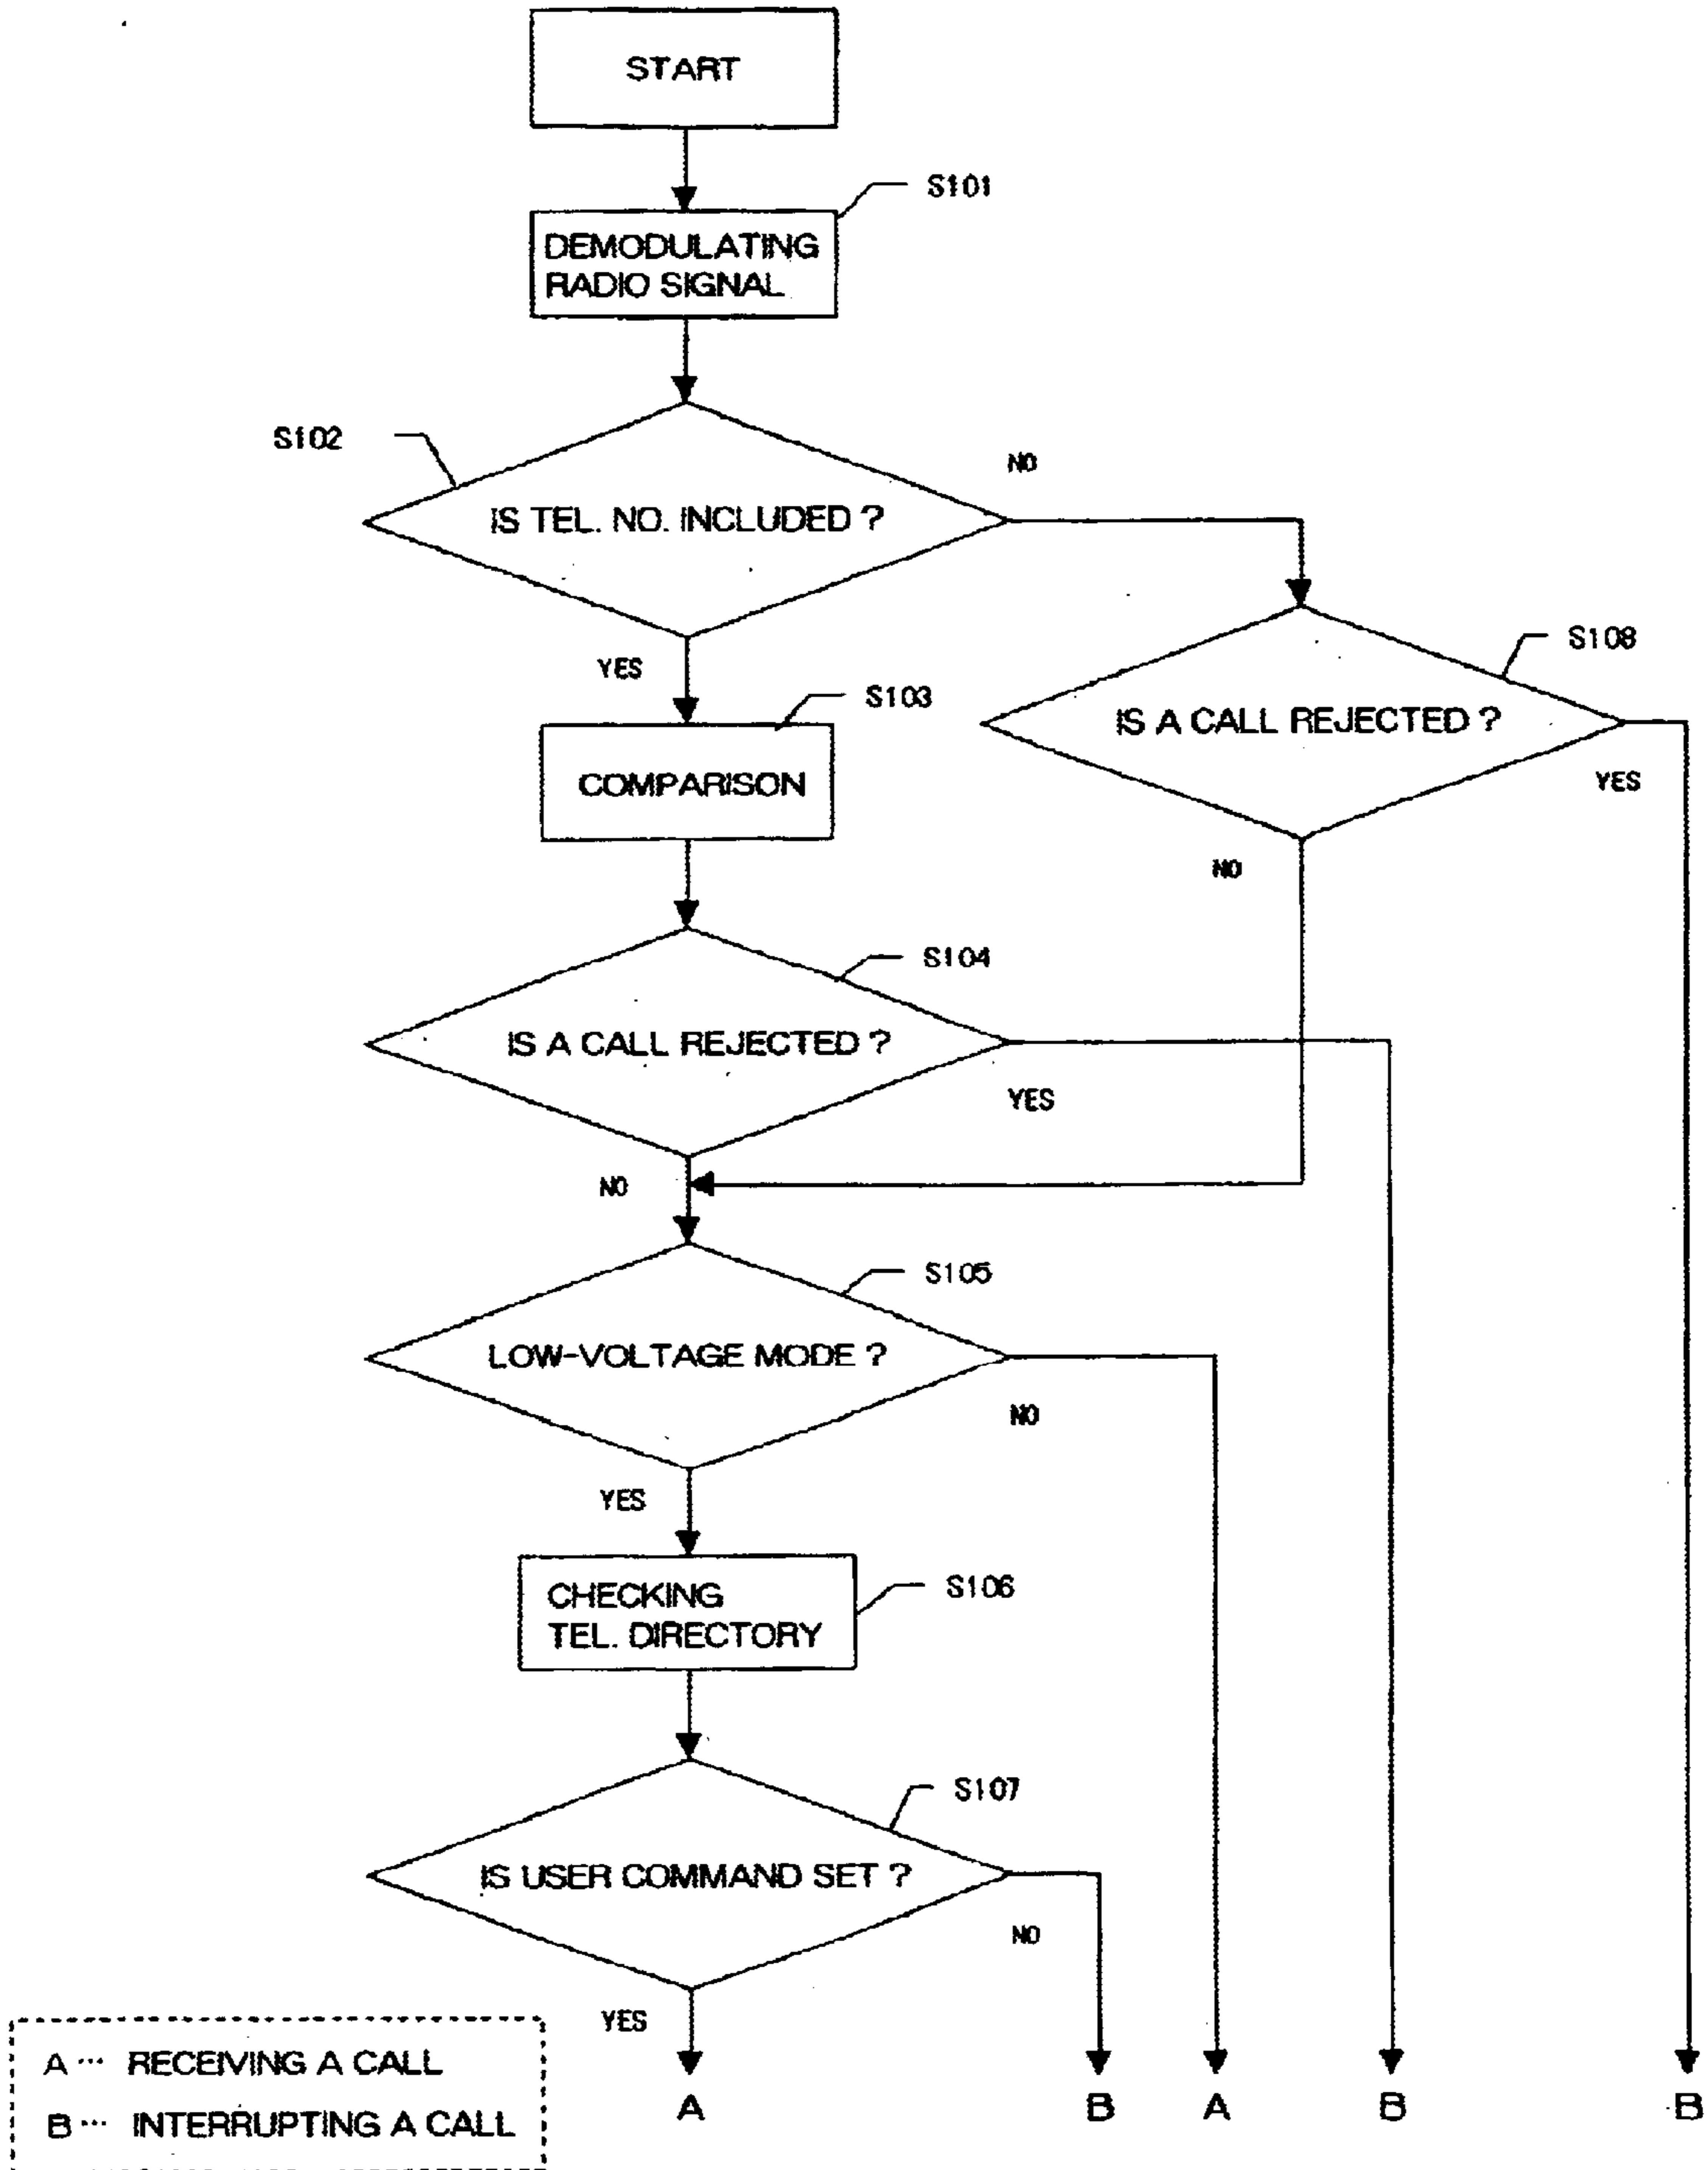 START
S101
DEMODULATING
RADIO SIGNAL
S102
NO
IS TEL. NO. INCLUDED ?
YES
S108
S103
IS A CALL REJECTED ?
COMPARISON
YES
NO
S104
IS A CALL REJECTED ?
YES
NO
S105
LOW-VOLTAGE MODE ?
NO
YES
S106
CHECKING
TEL. DIRECTORY
S107
IS USER COMMAND SET ?
NO
YES
A ··· RECEIVING A CALL
B ··· INTERRUPTING A CALL
A B A B B